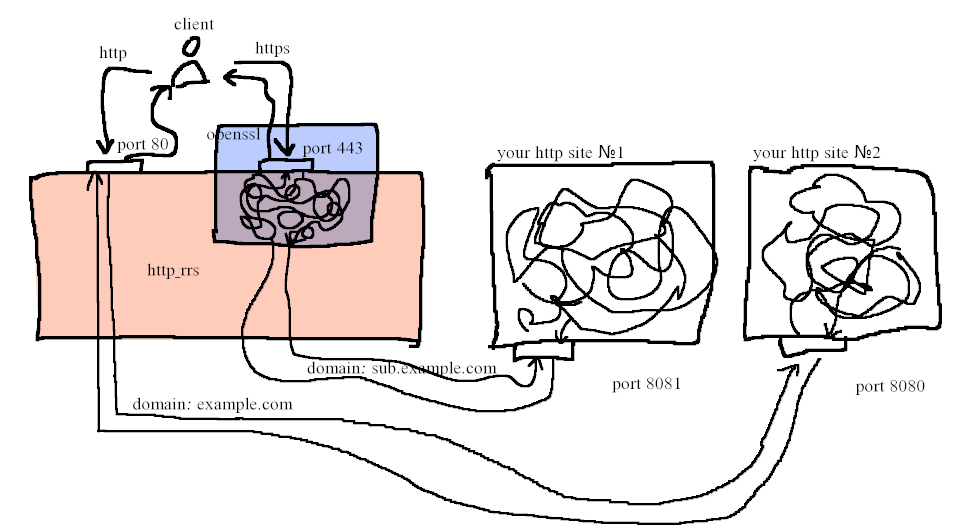 client
http
https
port 80
openssl
port 443
your http site №1
your http site №2
http_rrs
domain: sub.example.com
port 8081
port 8080
domain: example.com